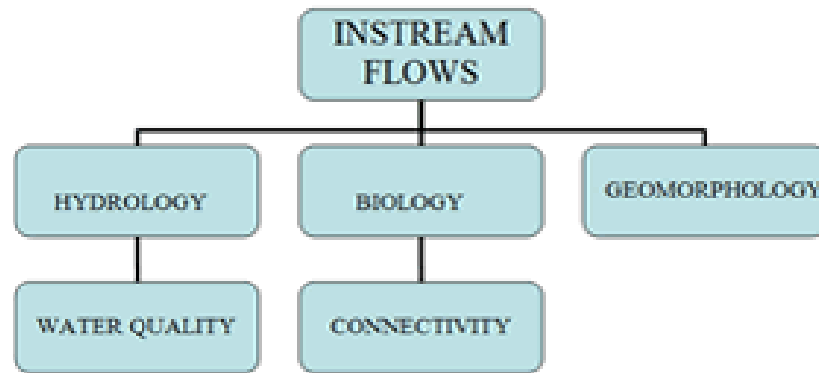 INSTREAM
FLOWS
HYDROLOGY
BIOLOGY
GEOMORPHOLOGY
WATER QUALITY
CONNECTIVITY